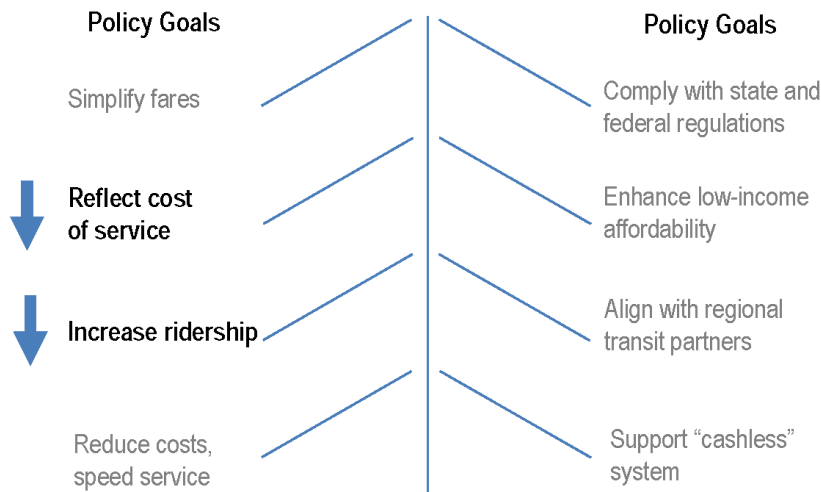 Policy Goals
Simplify fares
Reflect cost
of service
Increase ridership
Reduce costs,
speed service
Policy Goals
Comply with state and
federal regulations
Enhance low-income
affordability
Align with regional
transit partners
Support “cashless”
system